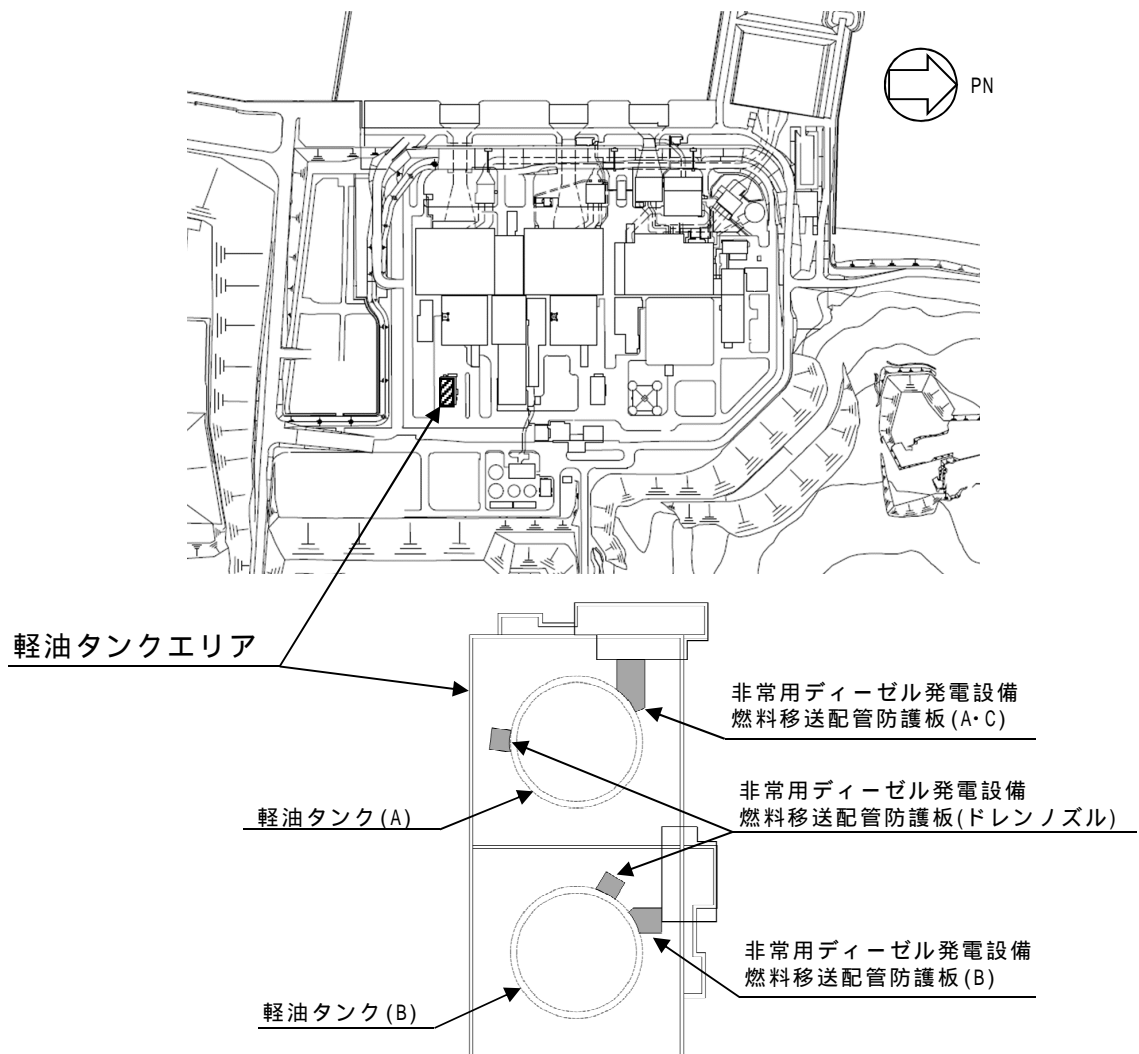 PN
軽油タンクエリア
非常用ディーゼル発電設備
燃料移送配管防護板(A・C)
非常用ディーゼル発電設備
燃料移送配管防護板(ドレンノズル)
軽油タンク(A)
非常用ディーゼル発電設備
燃料移送配管防護板(B)
軽油タンク(B)